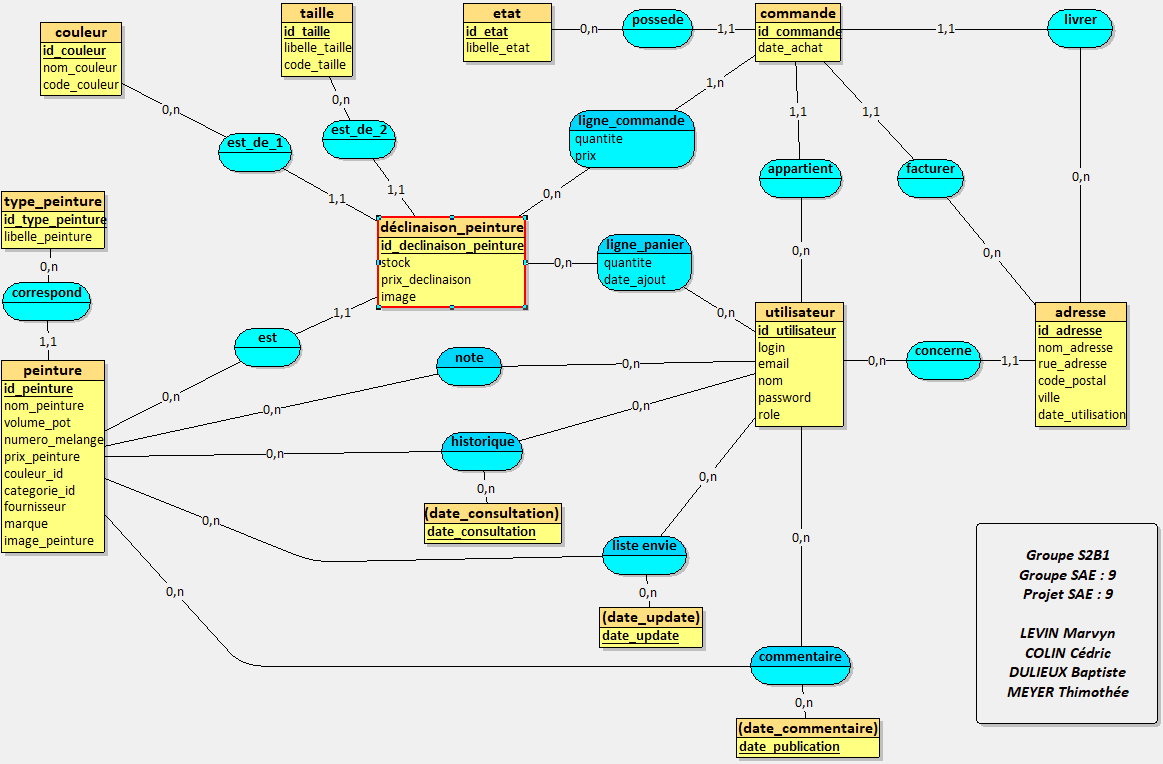 couleur
id_couleur
nom_couleur
code_couleur
taille
id_taille
libelle_taille
code_taille
etat
id_etat
libelle_etat
0,n
possede
1,1
commande
id_commande
date_achat
1,1
livrer
0,n
0,n
est_de_1
1,1
0,n
est_de_2
1,1
1,n
ligne_commande
quantite
prix
0,n
1,1
appartient
0,n
1,1
facturer
0,n
type_peinture
id_type_peinture
libelle_peinture
0,n
correspond
1,1
déclinaison_peinture
id_declinaison_peinture
stock
prix_declinaison
image
0,n
ligne_panier
quantite
date_ajout
0,n
utilisateur
id_utilisateur
login
email
nom
password
role
0,n
concerne
1,1
adresse
id_adresse
nom_adresse
rue_adresse
code_postal
ville
date_utilisation
peinture
id_peinture
nom_peinture
volume_pot
numero_melange
prix_peinture
couleur_id
categorie_id
fournisseur
marque
image_peinture
1,1
est
0,n
note
0,n
0,n
0,n
historique
0,n
0,n
(date_consultation)
date_consultation
0,n
liste envie
0,n
0,n
(date_update)
date_update
0,n
0,n
commentaire
0,n
(date_commentaire)
date_publication
Groupe S2B1
Groupe SAE : 9
Projet SAE : 9
LEVIN Marvyn
COLIN Cédric
DULIEUX Baptiste
MEYER Thimothée